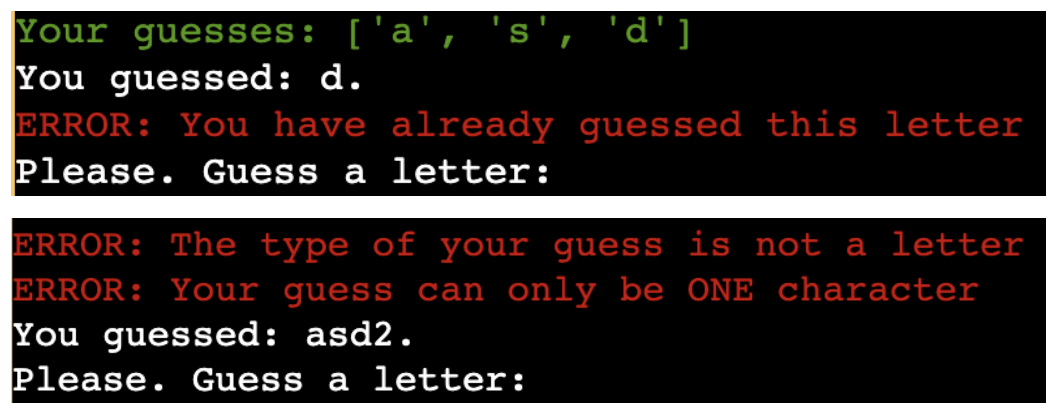 Your guesses: ['a', 's', 'd']
You guessed: d.
ERROR: You have already guessed this letter
Please. Guess a letter:
ERROR: The type of your guess is not a letter
ERROR: Your guess can only be ONE character
You guessed: asd2.
Please. Guess a letter: